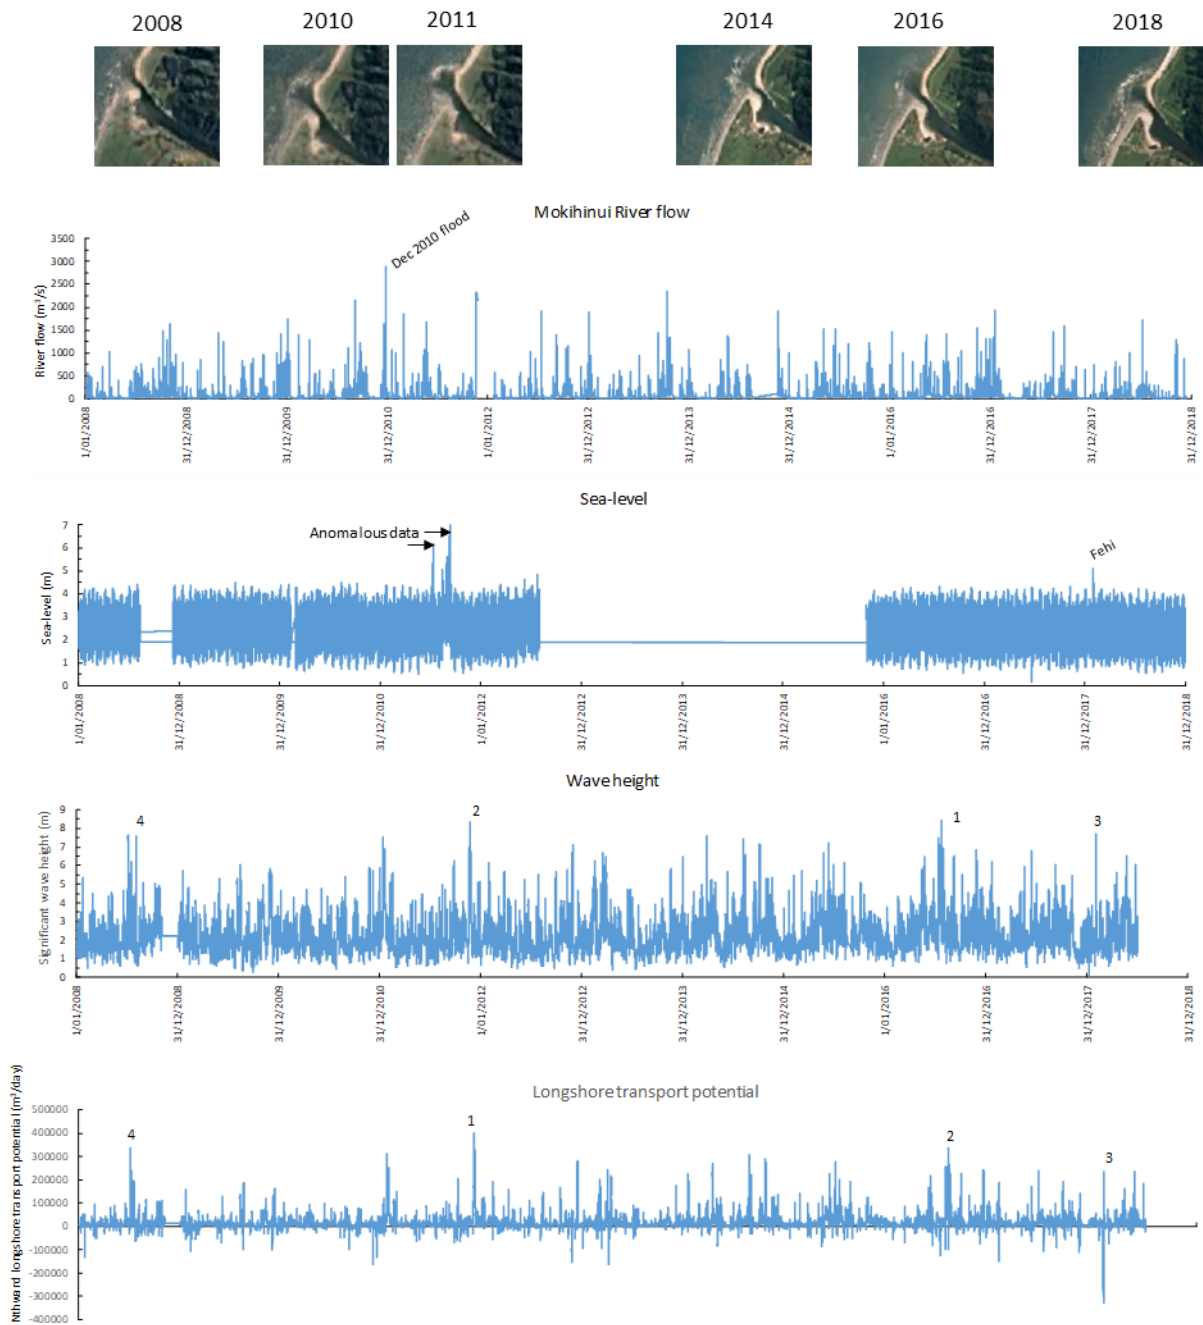 2008 2010 2011 2014 2016 2018
Mokihinui River flow
Dec 2010 flood
River flow (m³/s)
3500
3000
2500
2000
1500
1000
500
0
1/01/2008 31/12/2008 31/12/2009 31/12/2010 1/01/2012 31/12/2012 31/12/2013 31/12/2014 1/01/2016 31/12/2016 31/12/2017 31/12/2018
Sea-level
Anomalous data
Fehi
Sea-level (m)
7
6
5
4
3
2
1
0
1/01/2008 31/12/2008 31/12/2009 31/12/2010 1/01/2012 31/12/2012 31/12/2013 31/12/2014 1/01/2016 31/12/2016 31/12/2017 31/12/2018
Wave height
4 2 1 3
Significant wave height (m)
9
8
7
6
5
4
3
2
1
0
1/01/2008 31/12/2008 31/12/2009 31/12/2010 1/01/2012 31/12/2012 31/12/2013 31/12/2014 1/01/2016 31/12/2016 31/12/2017 31/12/2018
Longshore transport potential
4 1 2 3
Nthward longshore transport potential (m³/day)
500000
400000
300000
200000
100000
0
-100000
-200000
-300000
-400000